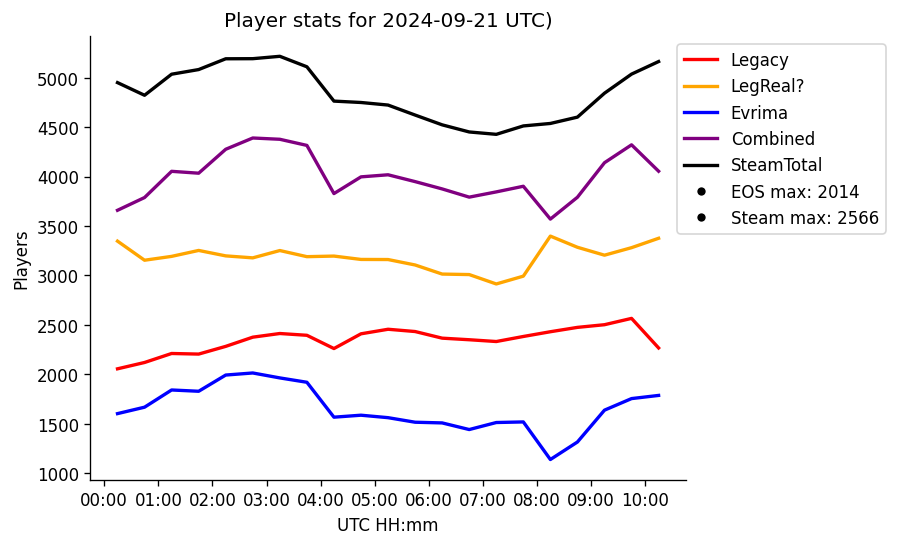 Player stats for 2024-09-21 UTC)
Legacy
LegReal?
Evrima
Combined
SteamTotal
EOS max: 2014
Steam max: 2566
Players
5000
4500
4000
3500
3000
2500
2000
1500
1000
00:00 01:00 02:00 03:00 04:00 05:00 06:00 07:00 08:00 09:00 10:00
UTC HH:mm